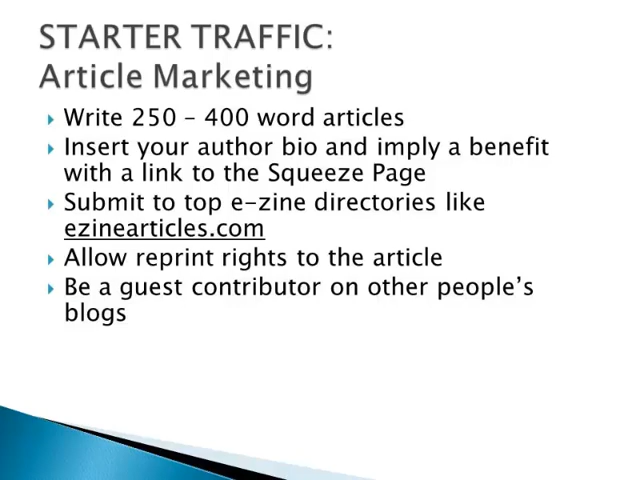 STARTER TRAFFIC:
Article Marketing
Write 250 – 400 word articles
Insert your author bio and imply a benefit
with a link to the Squeeze Page
Submit to top e-zine directories like
ezinearticles.com
Allow reprint rights to the article
Be a guest contributor on other people’s
blogs